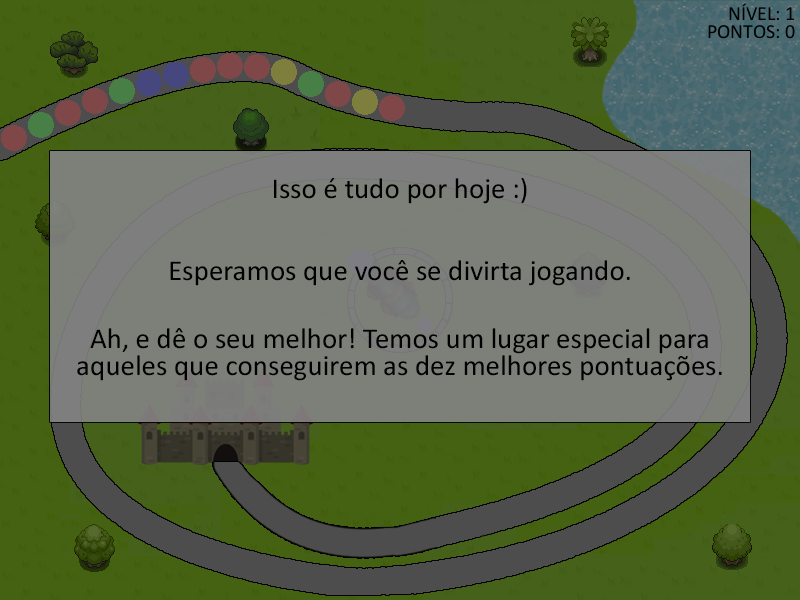 NÍVEL: 1
PONTOS: 0
Isso é tudo por hoje :)
Esperamos que você se divirta jogando.
Ah, e dê o seu melhor! Temos um lugar especial para
aqueles que conseguirem as dez melhores pontuações.